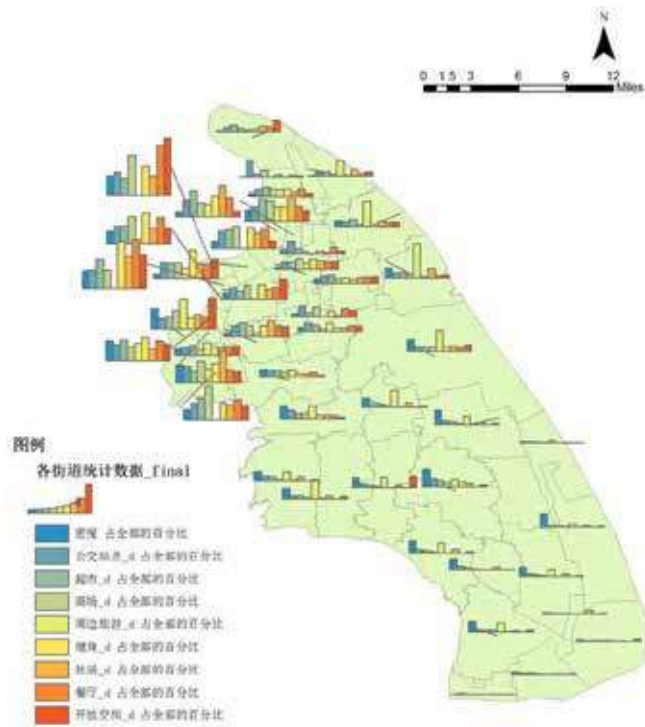 N
0 1.5 3 6 9 12
Miles
图例
各街道统计数据_final
密度 占全部的百分比
公交站点_d 占全部的百分比
超市_d 占全部的百分比
商场_d 占全部的百分比
周边旅游_d 占全部的百分比
健身_d 占全部的百分比
_d 占全部的百分比
餐厅_d 占全部的百分比
开放空间_d 占全部的百分比